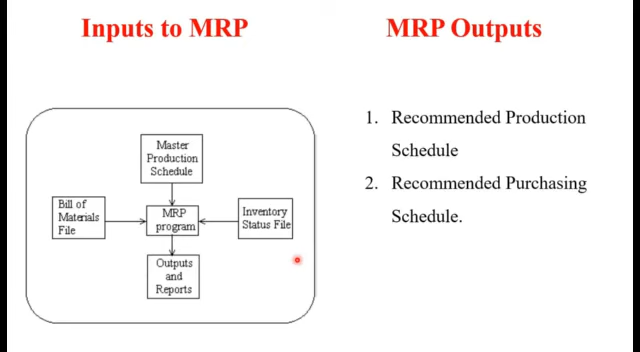 Inputs to MRP
MRP Outputs
Master
Production
Schedule
Bill of
Materials
File
MRP
program
Inventory
Status File
Outputs
and
Reports
1. Recommended Production
Schedule
2. Recommended Purchasing
Schedule.